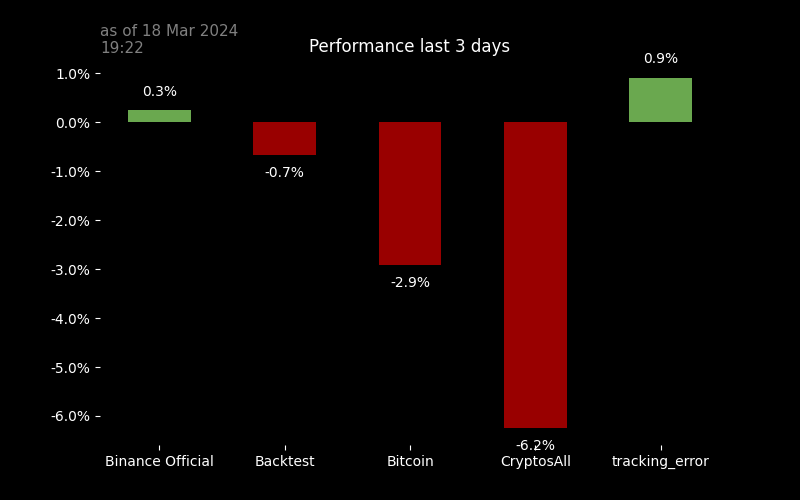 as of 18 Mar 2024
19:22
Performance last 3 days
1.0%
0.0%
-1.0%
-2.0%
-3.0%
-4.0%
-5.0%
-6.0%
0.3%
-0.7%
-2.9%
-6.2%
0.9%
Binance Official
Backtest
Bitcoin
CryptosAll
tracking_error